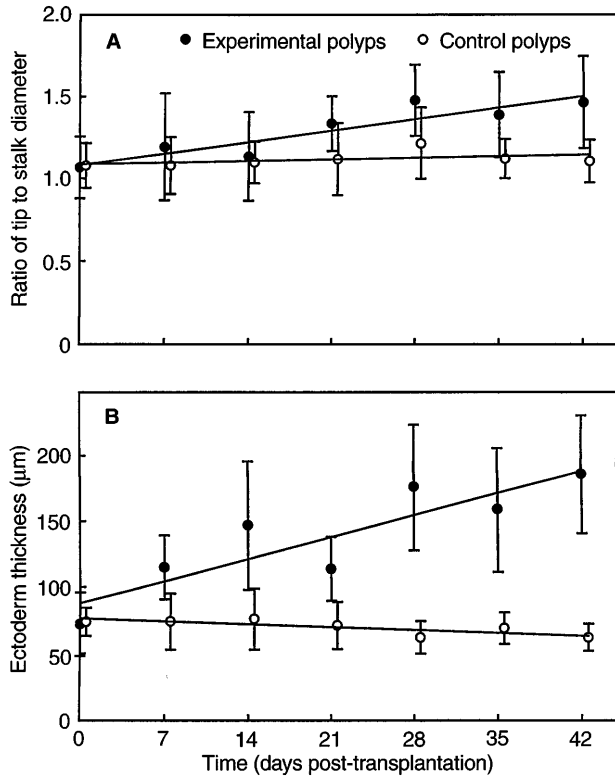 A
Experimental polyps
Control polyps
Ratio of tip to stalk diameter
2.0
1.5
1.0
1.5
0
B
Ectoderm thickness (µm)
200
150
100
50
0
0 7 14 21 28 35 42
Time (days post-transplantation)